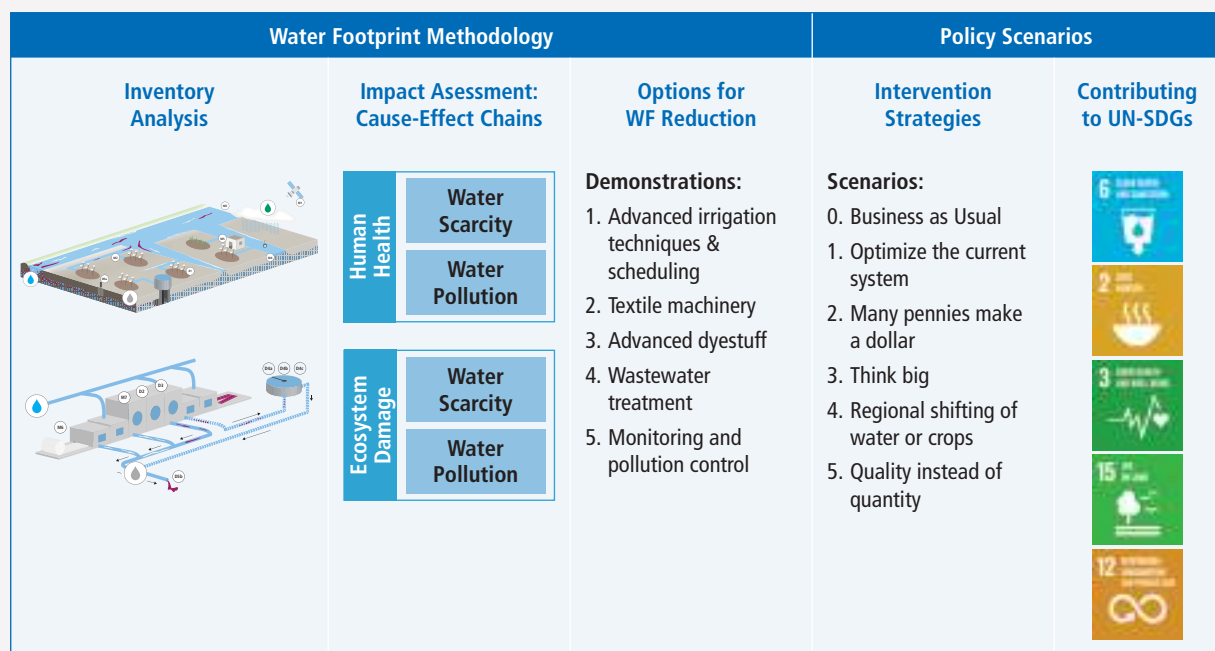 Water Footprint Methodology
Policy Scenarios
Inventory
Analysis
Impact Asessment:
Cause-Effect Chains
Options for
WF Reduction
Intervention
Strategies
Contributing
to UN-SDGs
Human
Health
Water
Scarcity
Water
Pollution
Ecosystem
Damage
Water
Scarcity
Water
Pollution
Demonstrations:
1. Advanced irrigation
techniques &
scheduling
2. Textile machinery
3. Advanced dyestuff
4. Wastewater
treatment
5. Monitoring and
pollution control
Scenarios:
0. Business as Usual
1. Optimize the current
system
2. Many pennies make
a dollar
3. Think big
4. Regional shifting of
water or crops
5. Quality instead of
quantity
6
2
3
15
12